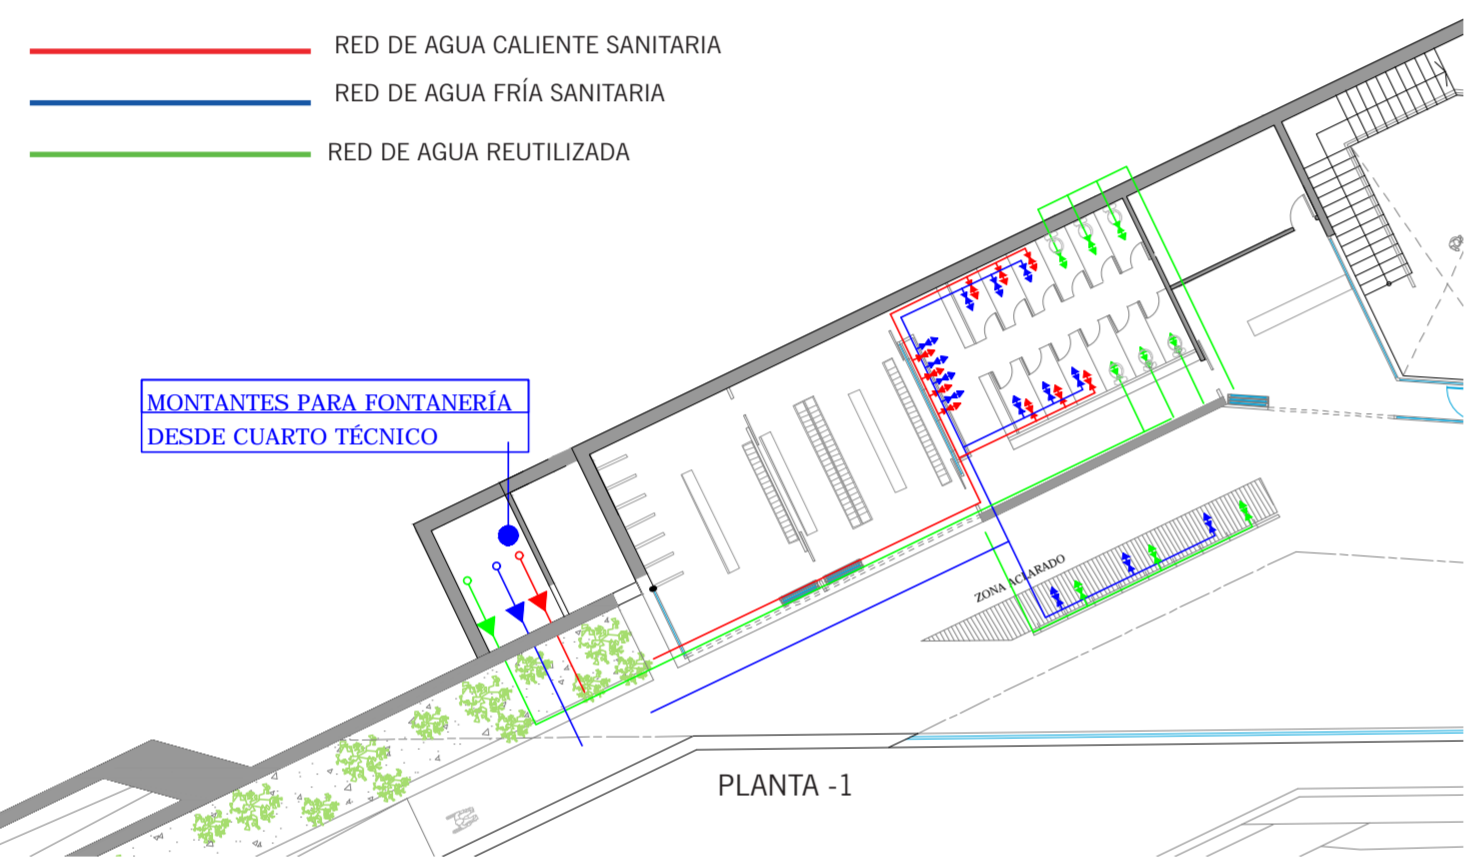 RED DE AGUA CALIENTE SANITARIA
RED DE AGUA FRÍA SANITARIA
RED DE AGUA REUTILIZADA
MONTANTES PARA FONTANERÍA
DESDE CUARTO TÉCNICO
ZONA ACLARADO
PLANTA -1